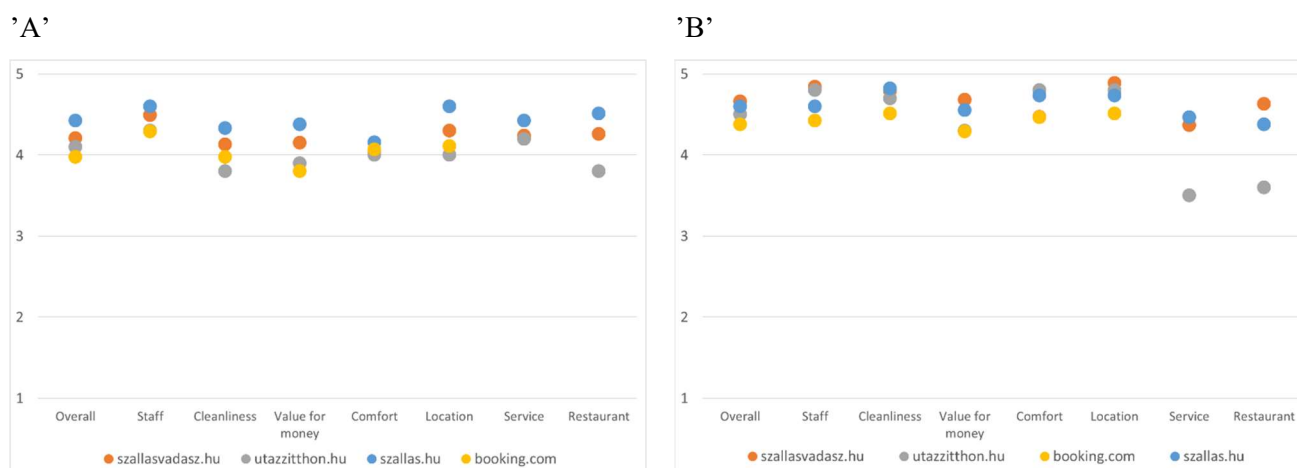 ’A’
5
4
3
2
1
Overall Staff Cleanliness Value for money Comfort Location Service Restaurant
szallasvadasz.hu utazzitthon.hu szallas.hu booking.com
’B’
5
4
3
2
1
Overall Staff Cleanliness Value for money Comfort Location Service Restaurant
szallasvadasz.hu utazzitthon.hu booking.com szallas.hu